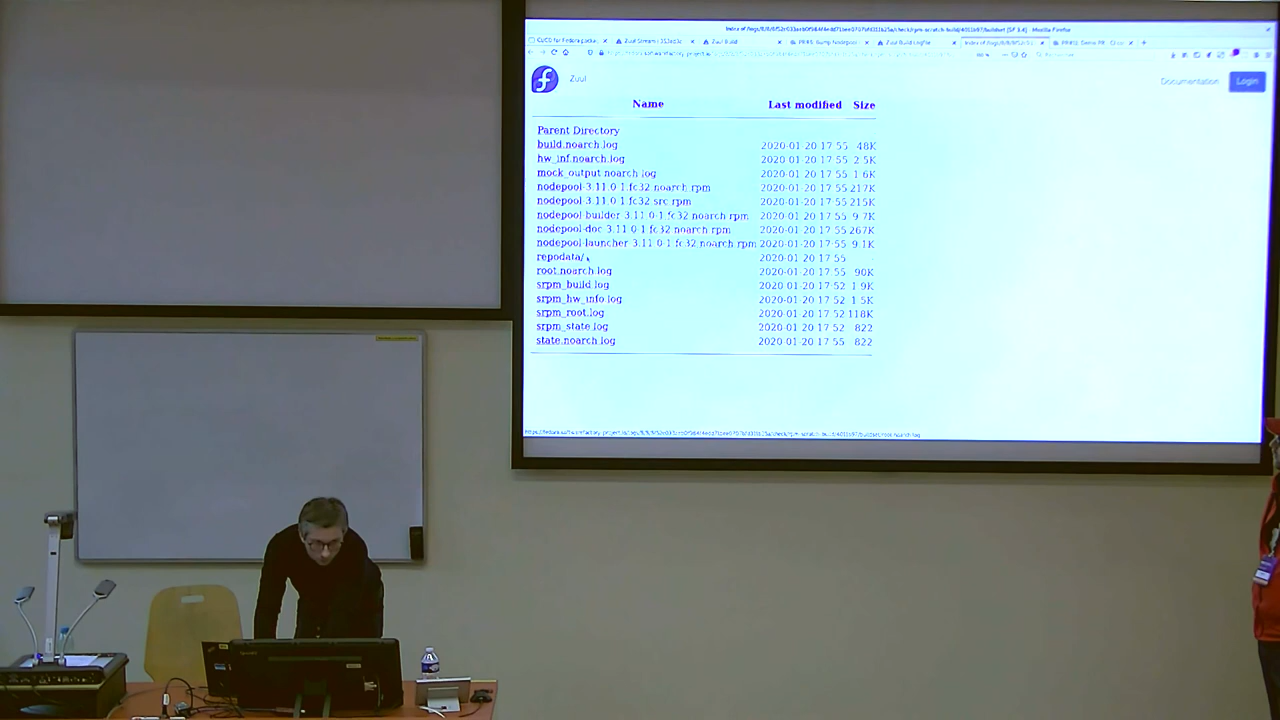 Zuul
Documentation
Login
Name Last modified Size
Parent Directory
build.noarch.log 2020-01-20 17:55 48K
hw_inf.noarch.log 2020-01-20 17:55 2.5K
mock_output.noarch.log 2020-01-20 17:55 1.6K
nodepool-3.11.0-1.fc32.noarch.rpm 2020-01-20 17:55 217K
nodepool-3.11.0-1.fc32.src.rpm 2020-01-20 17:55 215K
nodepool-builder-3.11.0-1.fc32.noarch.rpm 2020-01-20 17:55 9.7K
nodepool-doc-3.11.0-1.fc32.noarch.rpm 2020-01-20 17:55 267K
nodepool-launcher-3.11.0-1.fc32.noarch.rpm 2020-01-20 17:55 9.1K
repodata/ 2020-01-20 17:55 -
root.noarch.log 2020-01-20 17:55 90K
srpm_build.log 2020-01-20 17:52 1.9K
srpm_hw_info.log 2020-01-20 17:52 1.5K
srpm_root.log 2020-01-20 17:52 118K
srpm_state.log 2020-01-20 17:52 822
state.noarch.log 2020-01-20 17:55 822